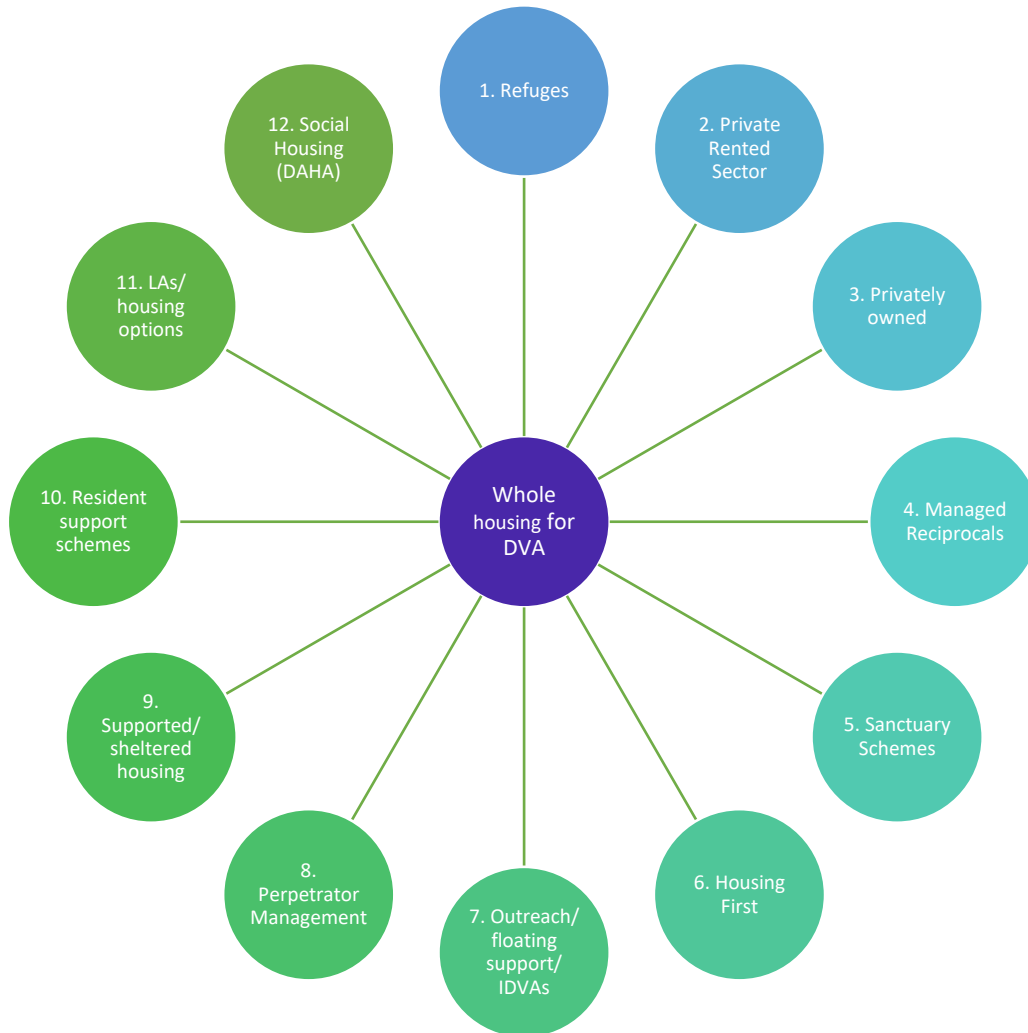 1. Refuges
2. Private
Rented
Sector
3. Privately
owned
4. Managed
Reciprocals
5. Sanctuary
Schemes
6. Housing
First
7. Outreach/
floating
support/
IDVAs
8.
Perpetrator
Management
9.
Supported/
sheltered
housing
10. Resident
support
schemes
11. LAs/
housing
options
12. Social
Housing
(DAHA)
Whole
housing for
DVA